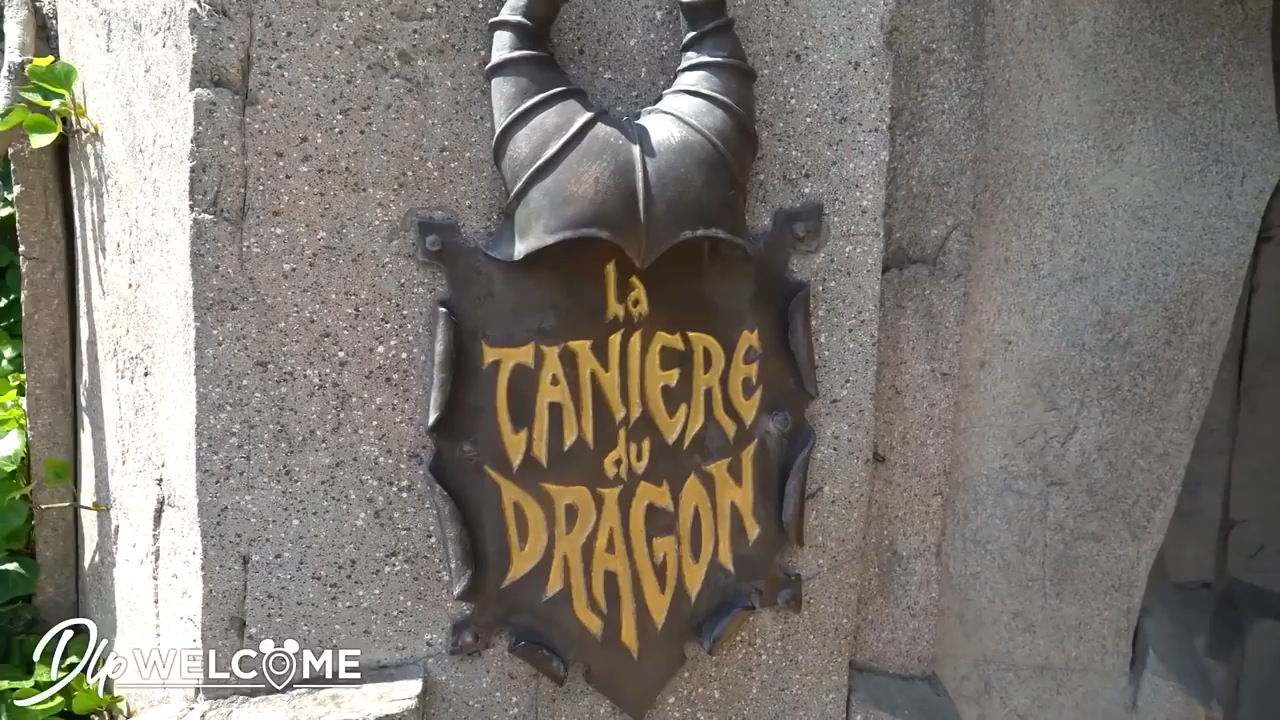 La
TANIERE
du
DRAGON
Dlp WELCOME